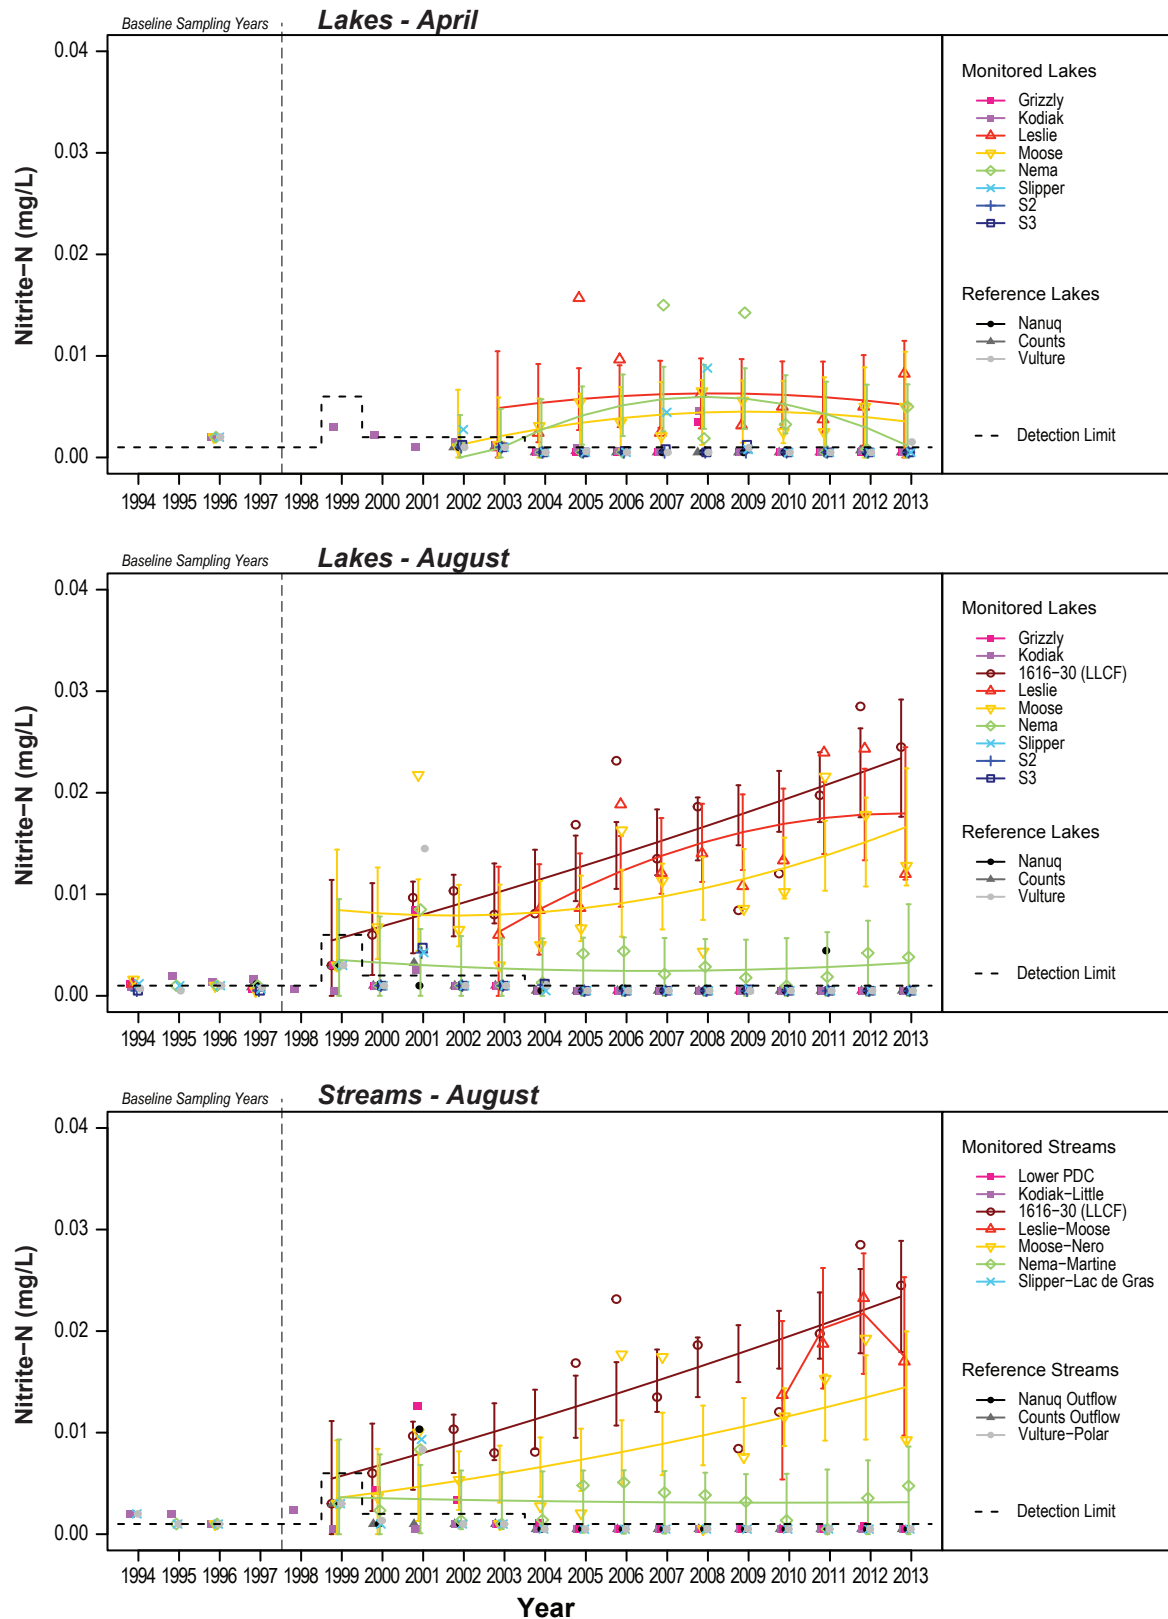 Baseline Sampling Years Lakes - April
Nitrite−N (mg/L)
0.04
0.03
0.02
0.01
0.00
1994 1995 1996 1997 1998 1999 2000 2001 2002 2003 2004 2005 2006 2007 2008 2009 2010 2011 2012 2013
Monitored Lakes
Grizzly
Kodiak
Leslie
Moose
Nema
Slipper
S2
S3
Reference Lakes
Nanuq
Counts
Vulture
Detection Limit
Baseline Sampling Years Lakes - August
Nitrite−N (mg/L)
0.04
0.03
0.02
0.01
0.00
1994 1995 1996 1997 1998 1999 2000 2001 2002 2003 2004 2005 2006 2007 2008 2009 2010 2011 2012 2013
Monitored Lakes
Grizzly
Kodiak
1616−30 (LLCF)
Leslie
Moose
Nema
Slipper
S2
S3
Reference Lakes
Nanuq
Counts
Vulture
Detection Limit
Baseline Sampling Years Streams - August
Nitrite−N (mg/L)
0.04
0.03
0.02
0.01
0.00
1994 1995 1996 1997 1998 1999 2000 2001 2002 2003 2004 2005 2006 2007 2008 2009 2010 2011 2012 2013
Year
Monitored Streams
Lower PDC
Kodiak−Little
1616−30 (LLCF)
Leslie−Moose
Moose−Nero
Nema−Martine
Slipper−Lac de Gras
Reference Streams
Nanuq Outflow
Counts Outflow
Vulture−Polar
Detection Limit